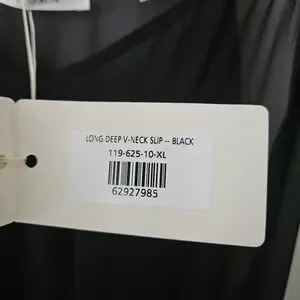 LONG DEEP V-NECK SLIP -- BLACK
119-625-10-XL
62927985